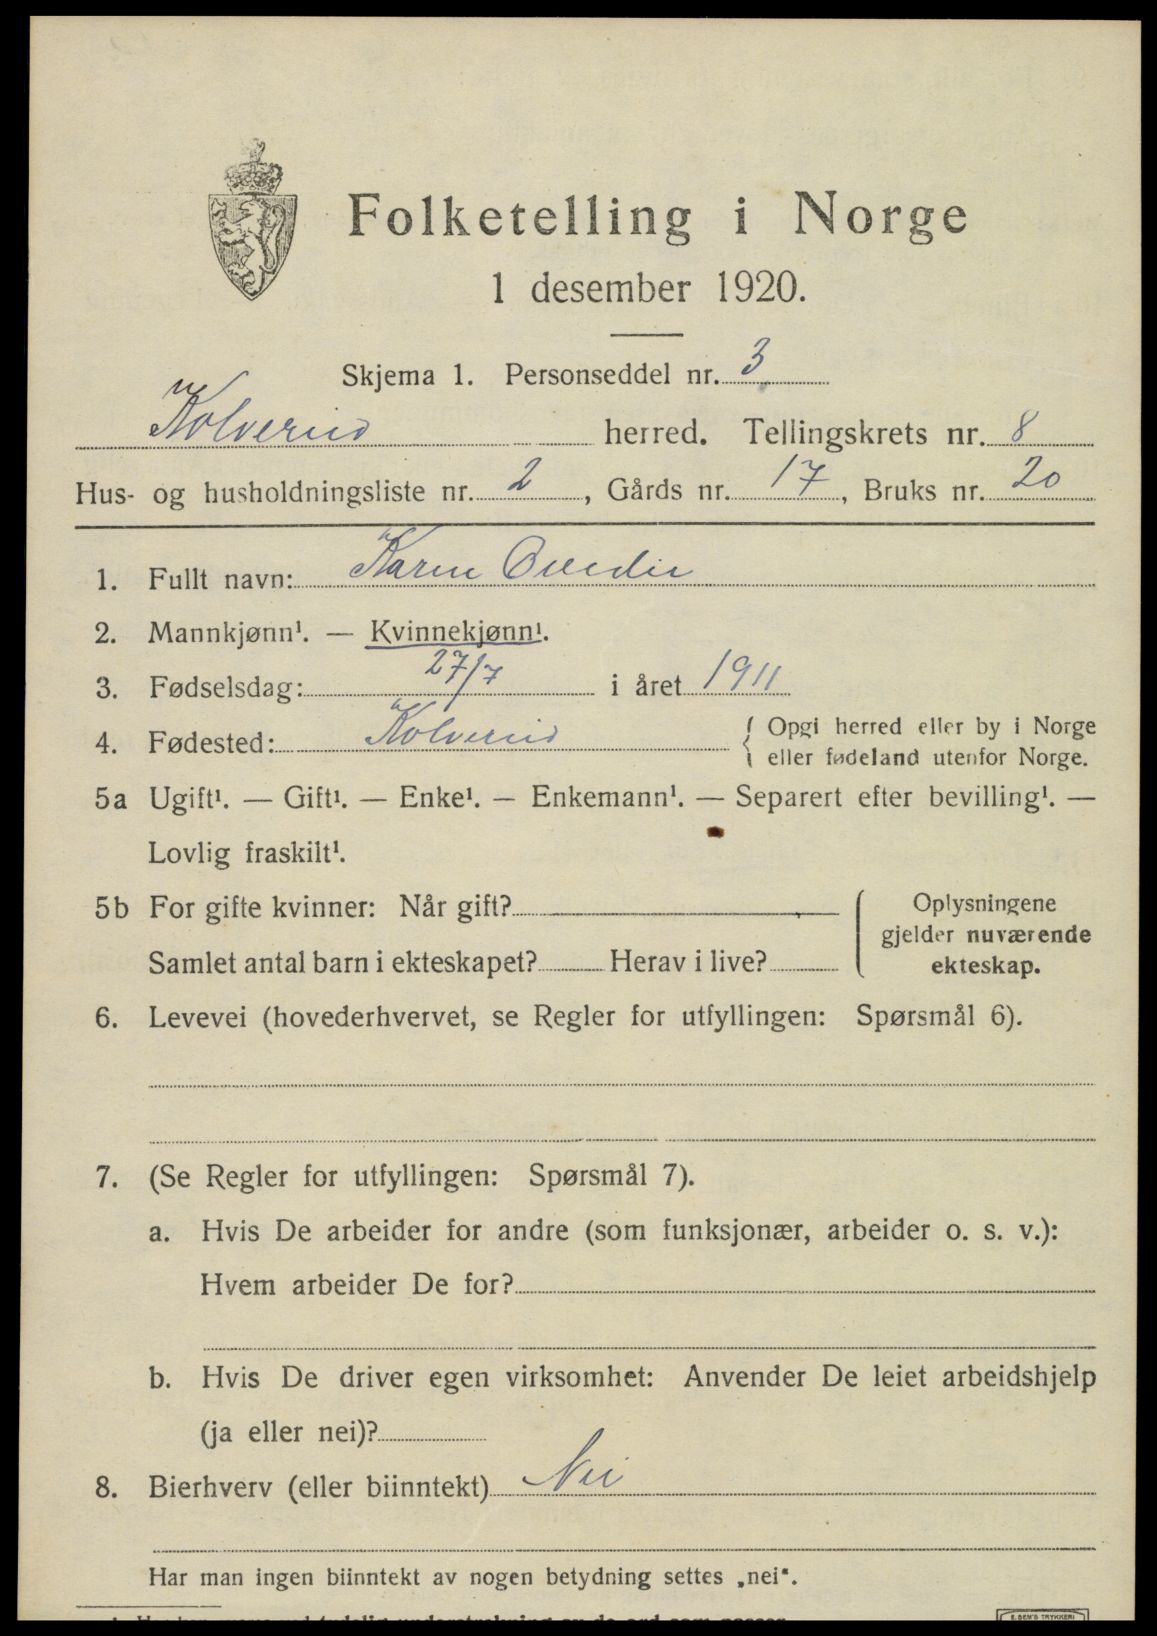 Folketelling i Norge
1 desember 1920.
Skjema 1. Personseddel nr. 3
Kolvereid herred. Tellingskrets nr. 8
Hus- og husholdningsliste nr. 2, Gårds nr. 17, Bruks nr. 20
1. Fullt navn: Karen
2. Mannkjønn¹. — Kvinnekjønn¹.
3. Fødselsdag: 27/7 i året 1911
4. Fødested: Kolvereid { Opgi herred eller by i Norge
eller fødeland utenfor Norge.
5a Ugift¹. — Gift¹. — Enke¹. — Enkemann¹. — Separert efter bevilling¹. —
Lovlig fraskilt¹.
5b For gifte kvinner: Når gift?
Samlet antal barn i ekteskapet? Herav i live?
Oplysningene
gjelder nuværende
ekteskap.
6. Levevei (hovederhvervet, se Regler for utfyllingen: Spørsmål 6).
7. (Se Regler for utfyllingen: Spørsmål 7).
a. Hvis De arbeider for andre (som funksjonær, arbeider o. s. v.):
Hvem arbeider De for?
b. Hvis De driver egen virksomhet: Anvender De leiet arbeidshjelp
(ja eller nei)?
8. Bierhverv (eller biinntekt) Nei
Har man ingen biinntekt av nogen betydning settes „nei“.